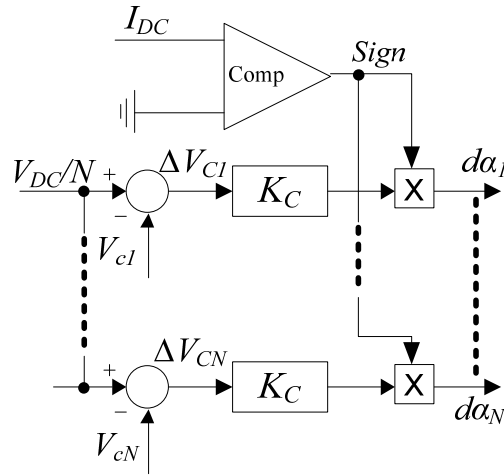 I_DC
Comp
Sign
V_DC/N
+
−
ΔV_C1
K_C
X
dα_1
V_c1
+
−
ΔV_CN
K_C
X
dα_N
V_cN